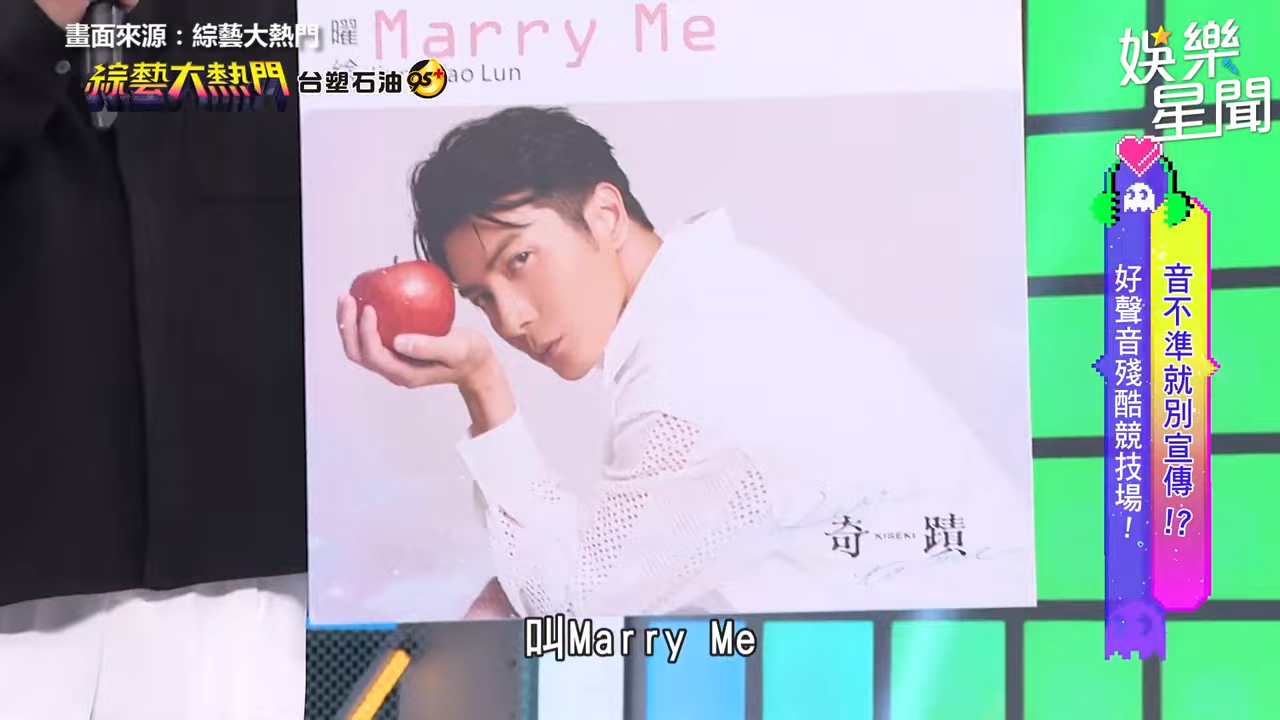 畫面來源：綜藝大熱門
綜藝大熱門 台塑石油 95+
曜
Marry Me
ao Lun
娛樂
星聞
音不準就別宣傳!?
好聲音殘酷競技場！
奇 KISEKI 蹟
叫Marry Me